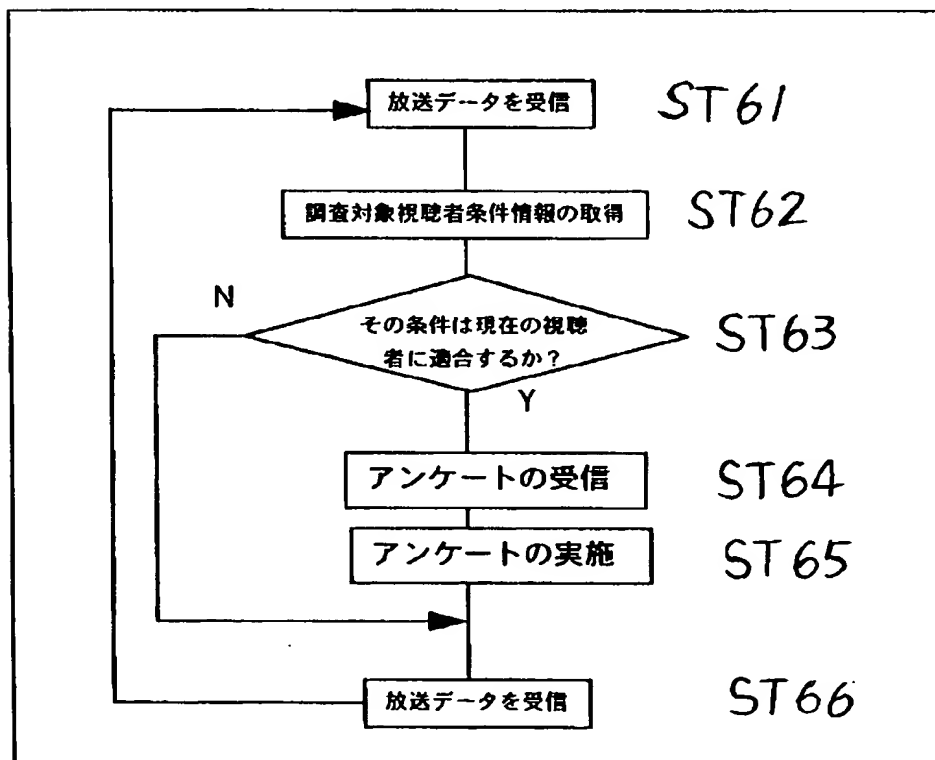 放送データを受信
ST61
調査対象視聴者条件情報の取得
ST62
N
その条件は現在の視聴
者に適合するか?
ST63
Y
アンケートの受信
ST64
アンケートの実施
ST65
放送データを受信
ST66